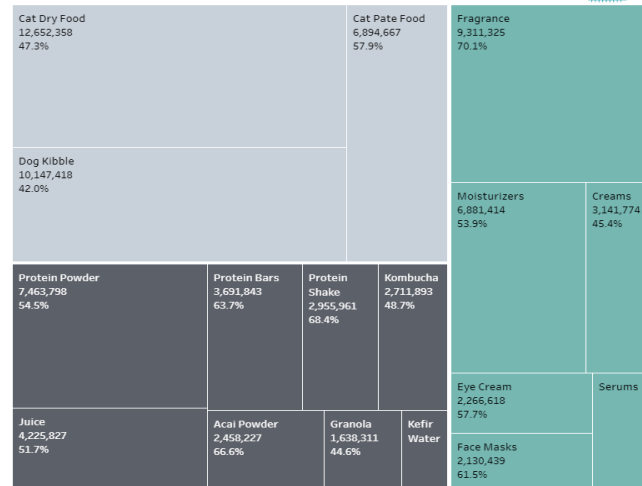 Cat Dry Food
12,652,358
47.3%
Cat Pate Food
6,894,667
57.9%
Dog Kibble
10,147,418
42.0%
Fragrance
9,311,325
70.1%
Moisturizers
6,881,414
53.9%
Creams
3,141,774
45.4%
Eye Cream
2,266,618
57.7%
Serums
Face Masks
2,130,439
61.5%
Protein Powder
7,463,798
54.5%
Protein Bars
3,691,843
63.7%
Protein
Shake
2,955,961
68.4%
Kombucha
2,711,893
48.7%
Juice
4,225,827
51.7%
Acai Powder
2,458,227
66.6%
Granola
1,638,311
44.6%
Kefir
Water